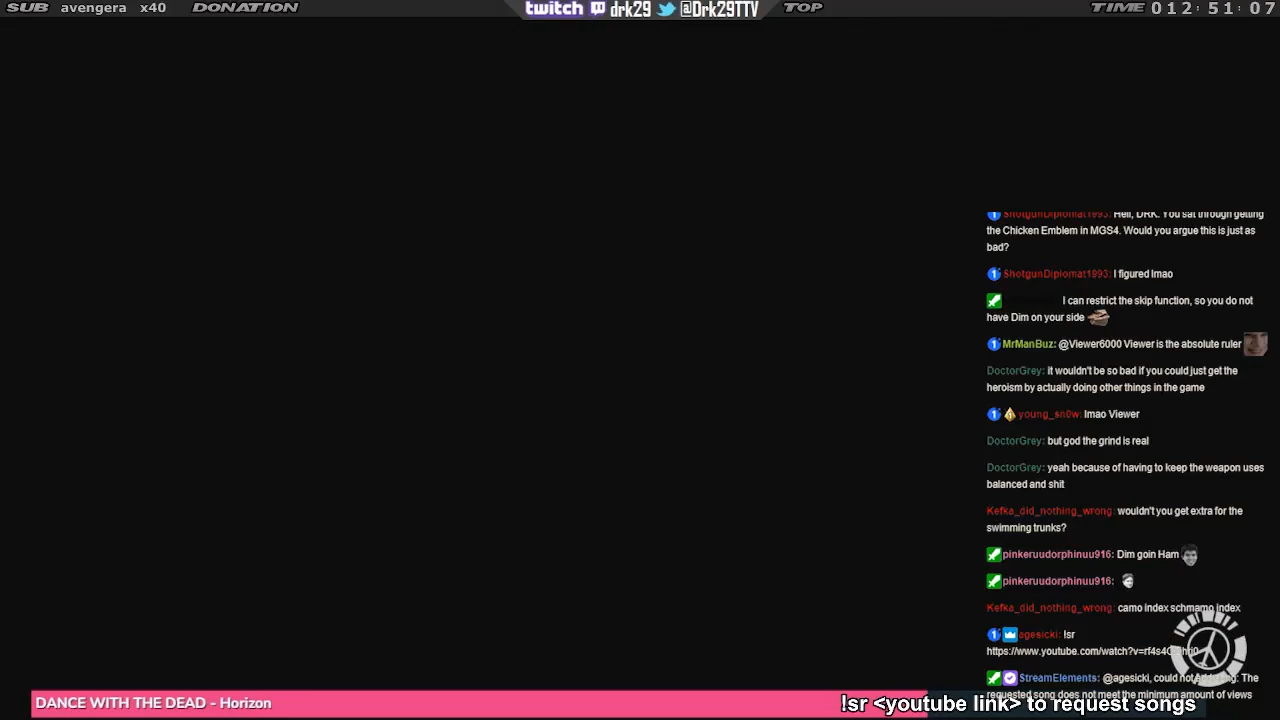 SUB avengera x40 DONATION twitch drk29 @Drk29TTV TOP TIME 012:51:07
ShotgunDiplomat1993: Hell, DRK. You sat through getting
the Chicken Emblem in MGS4. Would you argue this is just as
bad?
ShotgunDiplomat1993: I figured lmao
I can restrict the skip function, so you do not
have Dim on your side
MrManBuz: @Viewer6000 Viewer is the absolute ruler
DoctorGrey: it wouldn't be so bad if you could just get the
heroism by actually doing other things in the game
young_sn0w: lmao Viewer
DoctorGrey: but god the grind is real
DoctorGrey: yeah because of having to keep the weapon uses
balanced and shit
Kefka_did_nothing_wrong: wouldn't you get extra for the
swimming trunks?
pinkeruudorphinuu916: Dim goin Ham
pinkeruudorphinuu916:
Kefka_did_nothing_wrong: camo index schmamo index
agesicki: !sr
StreamElements: @agesicki, could not The
requested song does not meet the minimum amount of views
DANCE WITH THE DEAD - Horizon
!sr <youtube link> to request songs